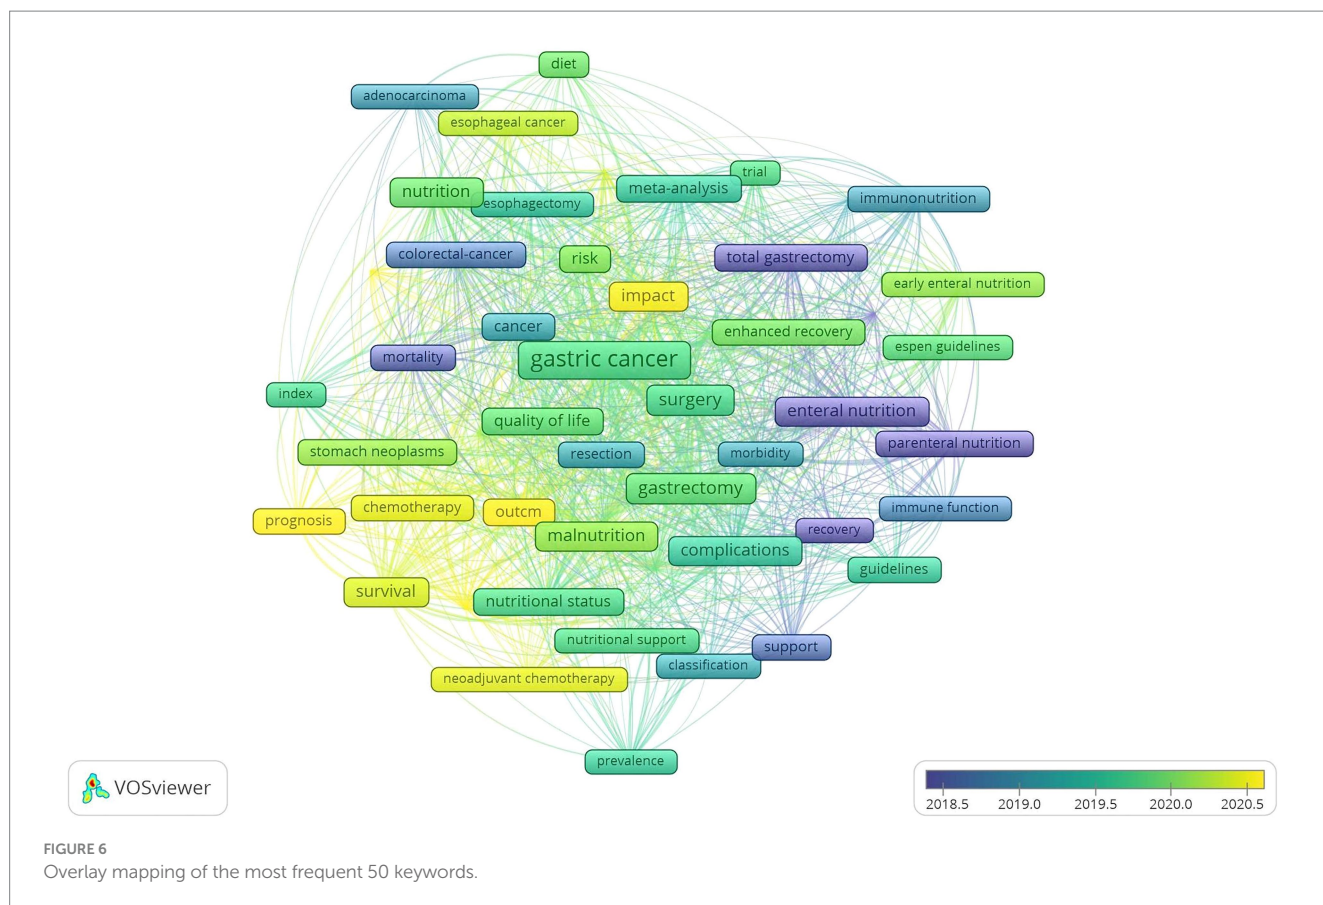 diet
adenocarcinoma
esophageal cancer
trial
meta-analysis
nutrition
esophagectomy
immunonutrition
colorectal-cancer
risk
total gastrectomy
early enteral nutrition
impact
cancer
enhanced recovery
espen guidelines
mortality
gastric cancer
index
surgery
enteral nutrition
quality of life
parenteral nutrition
stomach neoplasms
resection
morbidity
gastrectomy
chemotherapy
outcm
immune function
prognosis
malnutrition
recovery
complications
guidelines
survival
nutritional status
nutritional support
support
classification
neoadjuvant chemotherapy
prevalence
VOSviewer
2018.5 2019.0 2019.5 2020.0 2020.5
FIGURE 6
Overlay mapping of the most frequent 50 keywords.